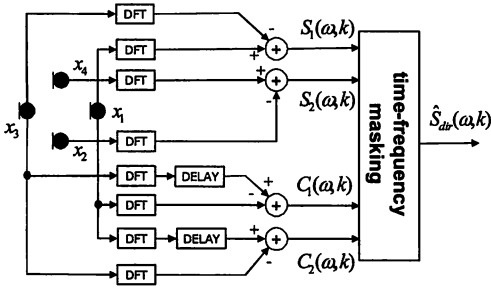 DFT
-
S₁(ω,k)
DFT
+
+
x₄
DFT
+
+
S₂(ω,k)
-
time-frequency masking
Ŝdir(ω,k)
x₁
x₃
x₂
DFT
DFT
DELAY
+
C₁(ω,k)
-
DFT
+
DFT
DELAY
+
+
C₂(ω,k)
-
DFT